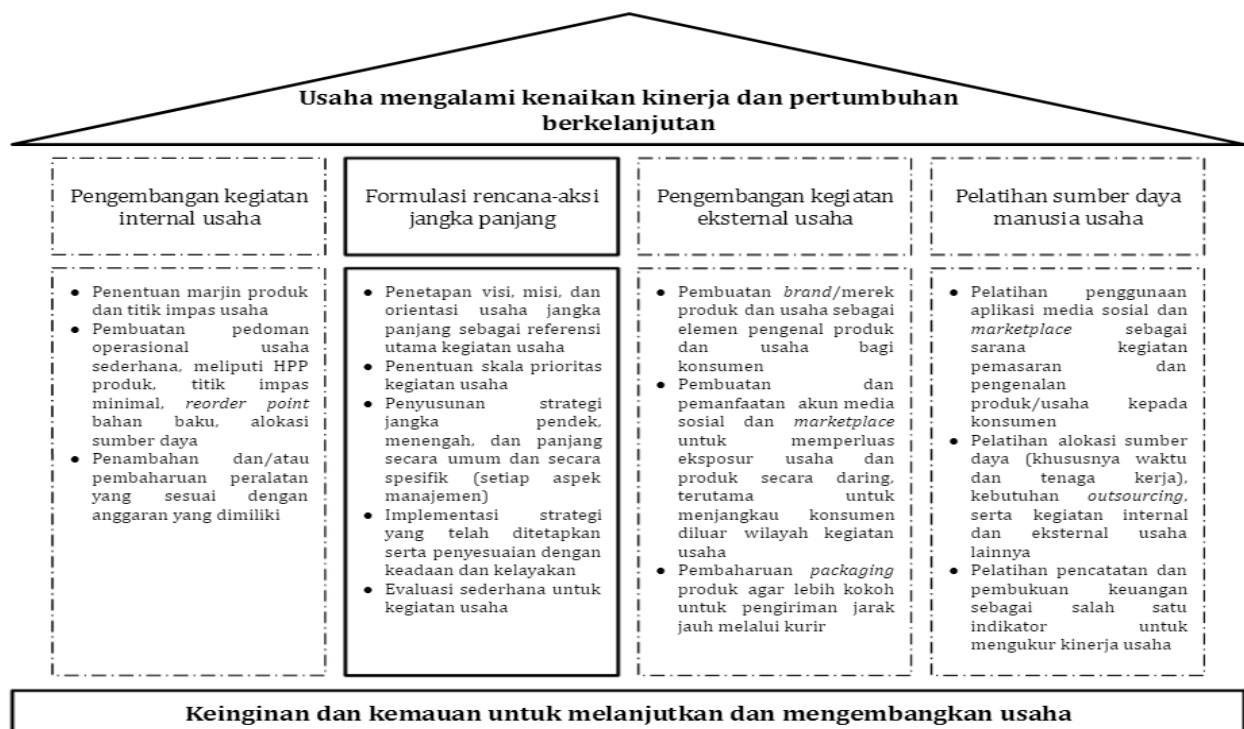 Usaha mengalami kenaikan kinerja dan pertumbuhan
berkelanjutan
Pengembangan kegiatan
internal usaha
Formulasi rencana-aksi
jangka panjang
Pengembangan kegiatan
eksternal usaha
Pelatihan sumber daya
manusia usaha
● Penentuan marjin produk
dan titik impas usaha
● Pembuatan pedoman
operasional usaha
sederhana, meliputi HPP
produk, titik impas
minimal, reorder point
bahan baku, alokasi
sumber daya
● Penambahan dan/atau
pembaharuan peralatan
yang sesuai dengan
anggaran yang dimiliki
● Penetapan visi, misi, dan
orientasi usaha jangka
panjang sebagai referensi
utama kegiatan usaha
● Penentuan skala prioritas
kegiatan usaha
● Penyusunan strategi
jangka pendek,
menengah, dan panjang
secara umum dan secara
spesifik (setiap aspek
manajemen)
● Implementasi strategi
yang telah ditetapkan
serta penyesuaian dengan
keadaan dan kelayakan
● Evaluasi sederhana untuk
kegiatan usaha
● Pembuatan brand/merek
produk dan usaha sebagai
elemen pengenal produk
dan usaha bagi
konsumen
● Pembuatan dan
pemanfaatan akun media
sosial dan marketplace
untuk memperluas
eksposur usaha dan
produk secara daring,
terutama untuk
menjangkau konsumen
diluar wilayah kegiatan
usaha
● Pembaharuan packaging
produk agar lebih kokoh
untuk pengiriman jarak
jauh melalui kurir
● Pelatihan penggunaan
aplikasi media sosial dan
marketplace sebagai
sarana kegiatan
pemasaran dan
pengenalan
produk/usaha kepada
konsumen
● Pelatihan alokasi sumber
daya (khususnya waktu
dan tenaga kerja),
kebutuhan outsourcing,
serta kegiatan internal
dan eksternal usaha
lainnya
● Pelatihan pencatatan dan
pembukuan keuangan
sebagai salah satu
indikator untuk
mengukur kinerja usaha
Keinginan dan kemauan untuk melanjutkan dan mengembangkan usaha